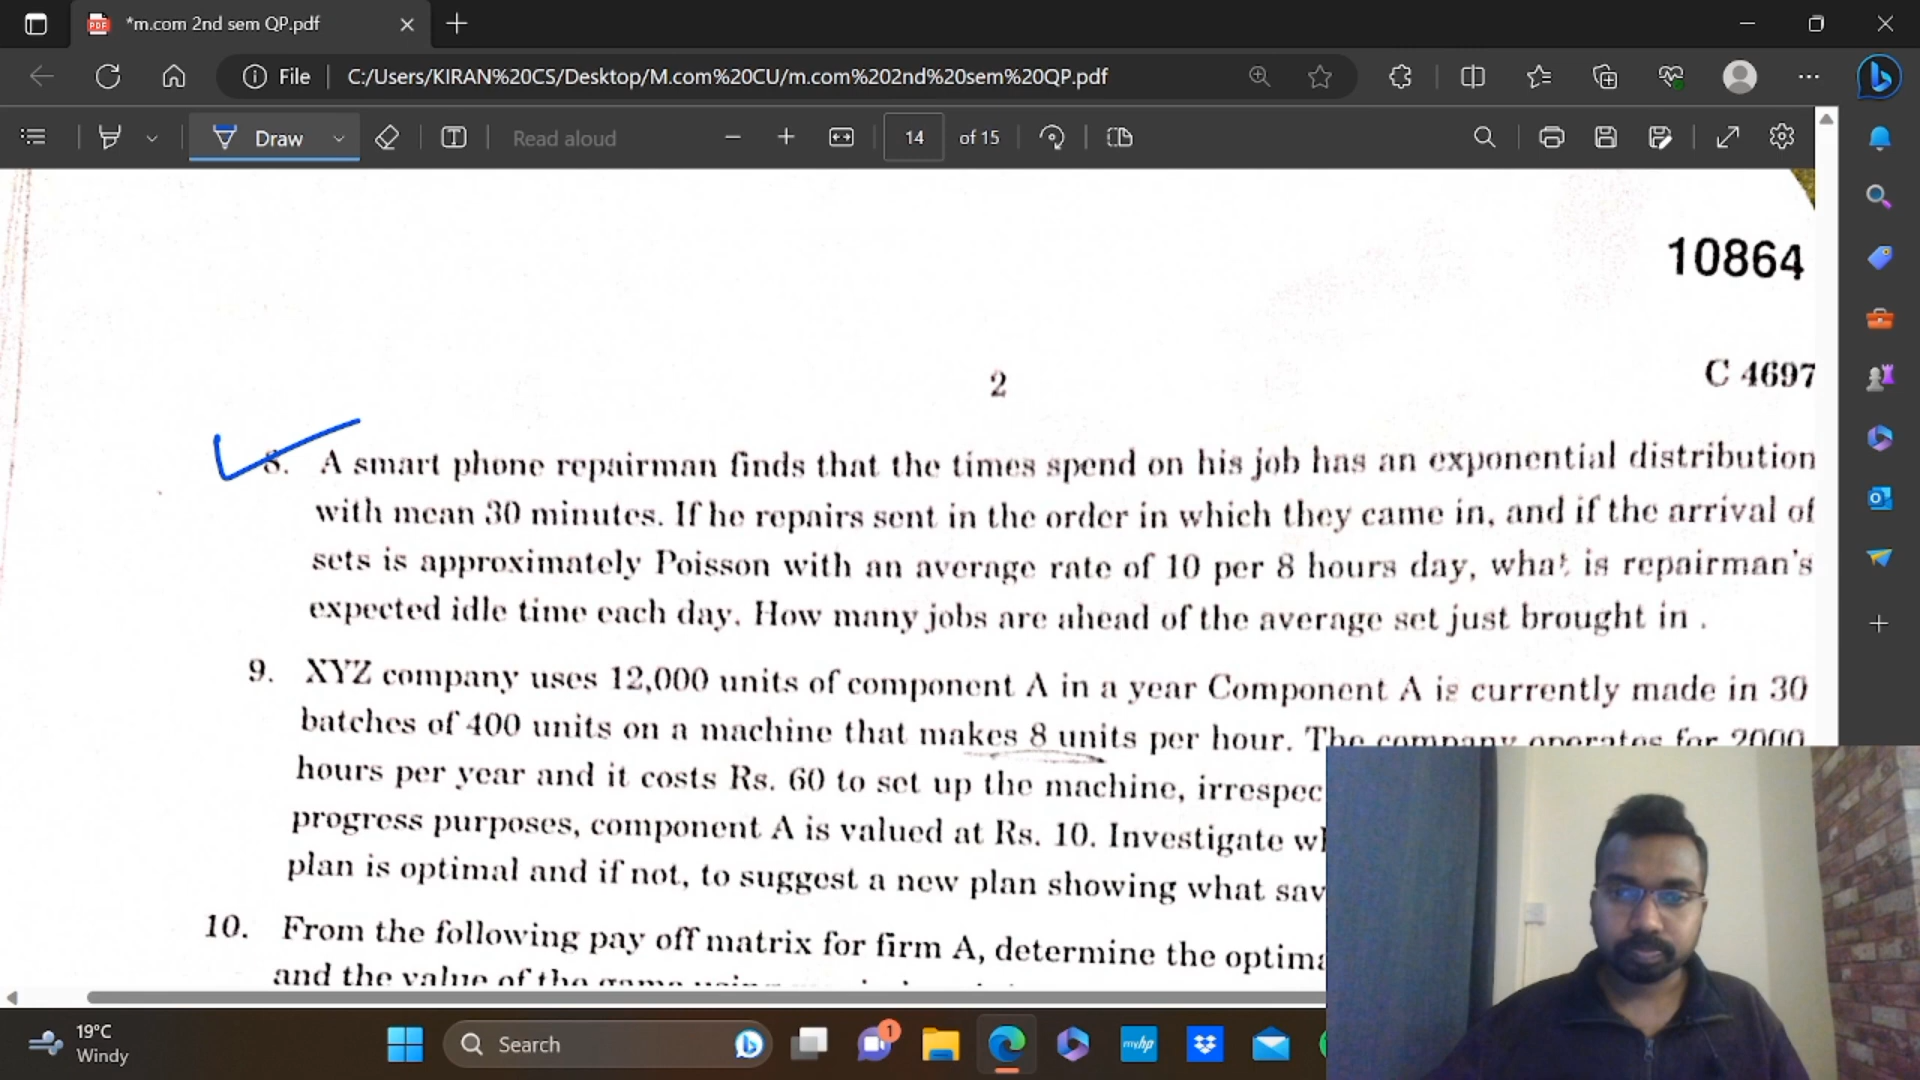 *m.com 2nd sem QP.pdf
File
C:/Users/KIRAN%20CS/Desktop/M.com%20CU/m.com%202nd%20sem%20QP.pdf
Draw
Read aloud
14 of 15
10864
2
C 4697
8. A smart phone repairman finds that the times spend on his job has an exponential distribution
with mean 30 minutes. If he repairs sent in the order in which they came in, and if the arrival of
sets is approximately Poisson with an average rate of 10 per 8 hours day, what is repairman's
expected idle time each day. How many jobs are ahead of the average set just brought in .
9. XYZ company uses 12,000 units of component A in a year Component A is currently made in 30
batches of 400 units on a machine that makes 8 units per hour. The company operates for 2000
hours per year and it costs Rs. 60 to set up the machine, irrespec
progress purposes, component A is valued at Rs. 10. Investigate wh
plan is optimal and if not, to suggest a new plan showing what sav
10. From the following pay off matrix for firm A, determine the optima
and the value of the game using
19°C
Windy
Search
1
myhp